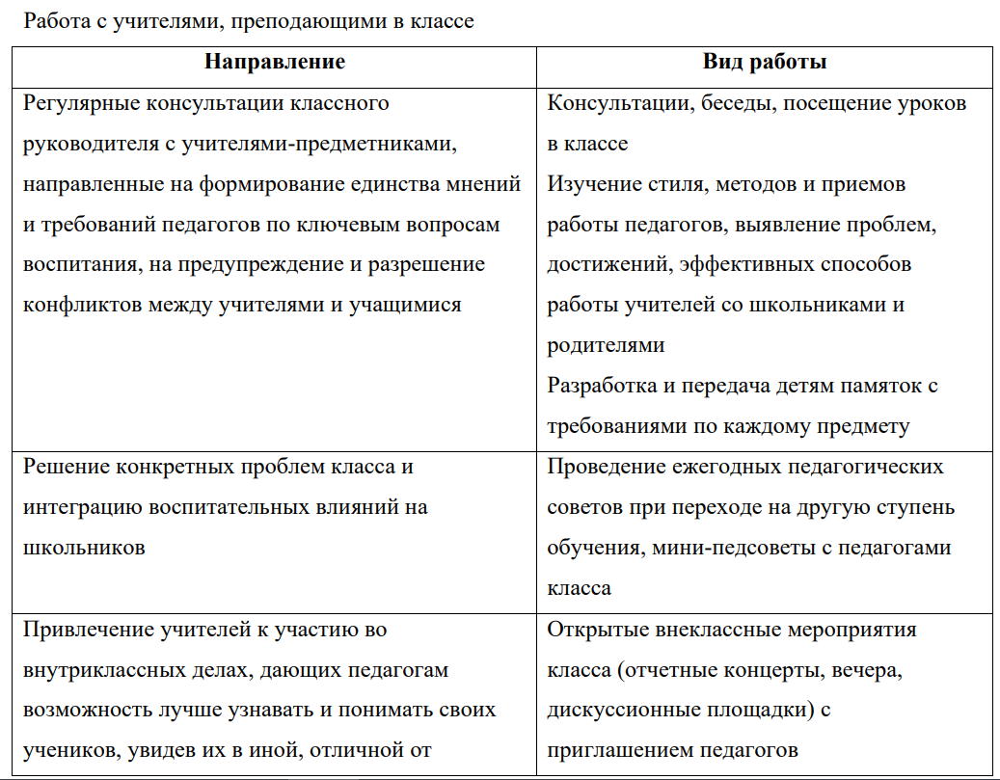 Работа с учителями, преподающими в классе
Направление
Вид работы
Регулярные консультации классного
руководителя с учителями-предметниками,
направленные на формирование единства мнений
и требований педагогов по ключевым вопросам
воспитания, на предупреждение и разрешение
конфликтов между учителями и учащимися
Консультации, беседы, посещение уроков
в классе
Изучение стиля, методов и приемов
работы педагогов, выявление проблем,
достижений, эффективных способов
работы учителей со школьниками и
родителями
Разработка и передача детям памяток с
требованиями по каждому предмету
Решение конкретных проблем класса и
интеграцию воспитательных влияний на
школьников
Проведение ежегодных педагогических
советов при переходе на другую ступень
обучения, мини-педсоветы с педагогами
класса
Привлечение учителей к участию во
внутриклассных делах, дающих педагогам
возможность лучше узнавать и понимать своих
учеников, увидев их в иной, отличной от
Открытые внеклассные мероприятия
класса (отчетные концерты, вечера,
дискуссионные площадки) с
приглашением педагогов